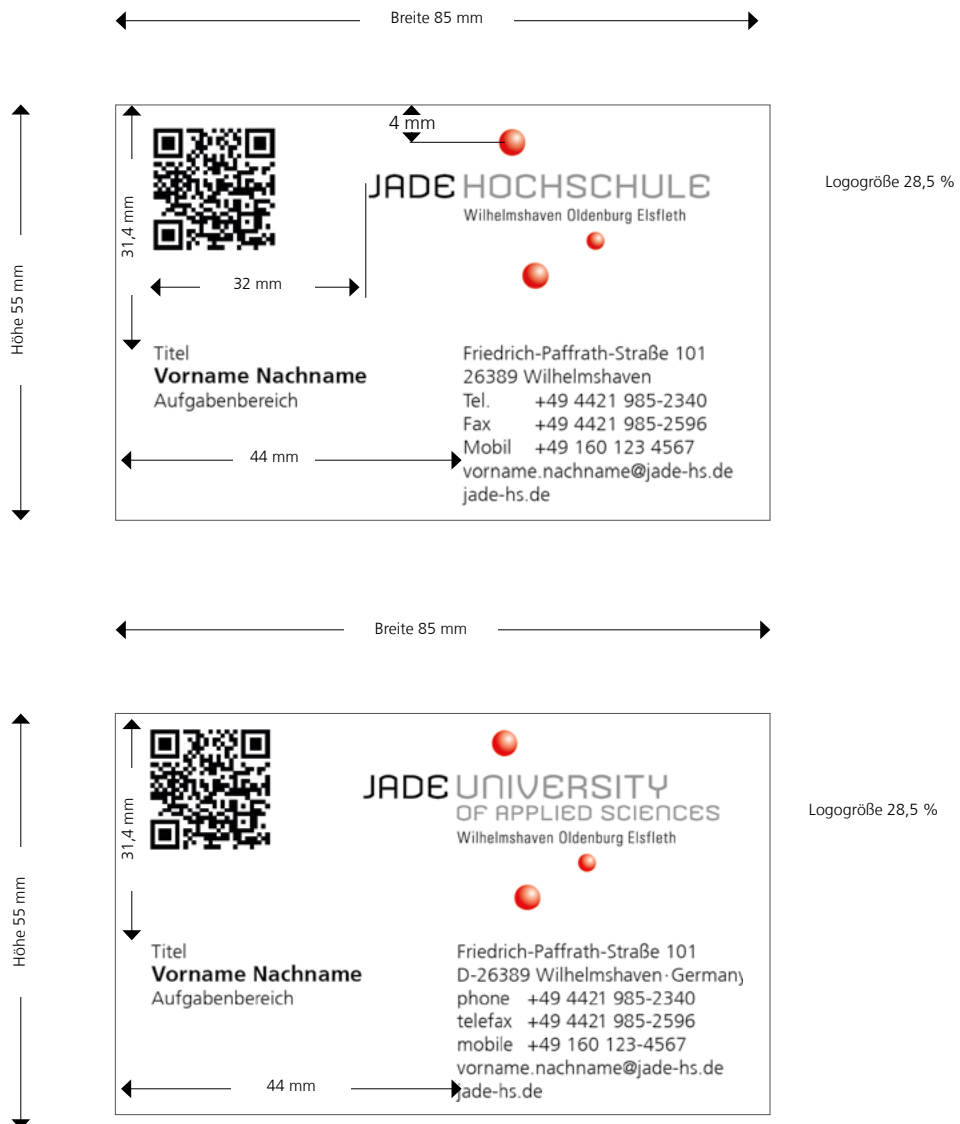 Breite 85 mm
4 mm
JADE HOCHSCHULE
Wilhelmshaven Oldenburg Elsfleth
Logogröße 28,5 %
Höhe 55 mm
31,4 mm
32 mm
Titel
Vorname Nachname
Aufgabenbereich
44 mm
Friedrich-Paffrath-Straße 101
26389 Wilhelmshaven
Tel. +49 4421 985-2340
Fax +49 4421 985-2596
Mobil +49 160 123 4567
vorname.nachname@jade-hs.de
jade-hs.de
Breite 85 mm
JADE UNIVERSITY
OF APPLIED SCIENCES
Wilhelmshaven Oldenburg Elsfleth
Logogröße 28,5 %
Höhe 55 mm
31,4 mm
Titel
Vorname Nachname
Aufgabenbereich
44 mm
Friedrich-Paffrath-Straße 101
D-26389 Wilhelmshaven·Germany
phone +49 4421 985-2340
telefax +49 4421 985-2596
mobile +49 160 123-4567
vorname.nachname@jade-hs.de
jade-hs.de